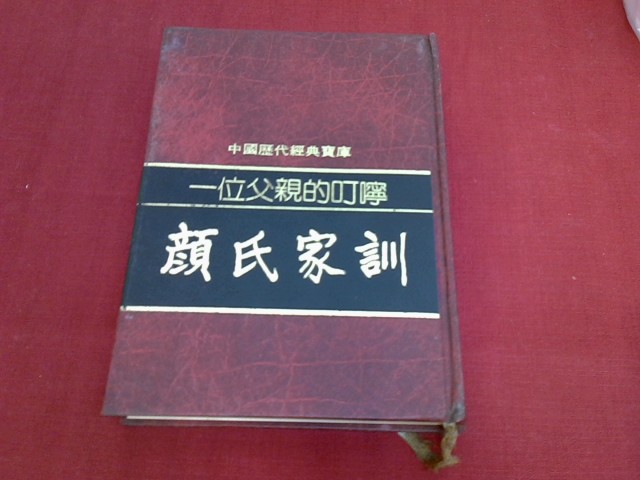 中國歷代經典寶庫
一位父親的叮嚀
顏氏家訓